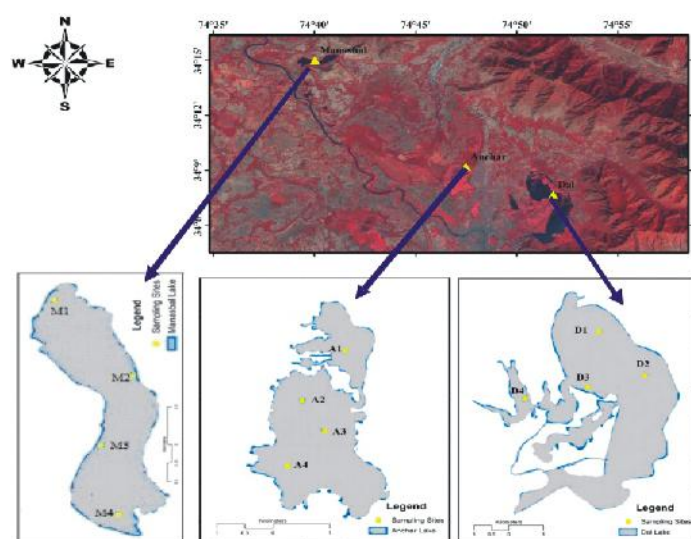 74°35' 74°40' 74°45' 74°50' 74°55'
N
W E
S
34°15'
34°12'
34°9'
Manasbal
Anchar
Dal
M1
M2
M3
M4
Legend
Sampling Sites
Manasbal Lake
A1
A2
A3
A4
Legend
Sampling Sites
Anchar Lake
D1
D2
D3
D4
Legend
Sampling Sites
Dal Lake